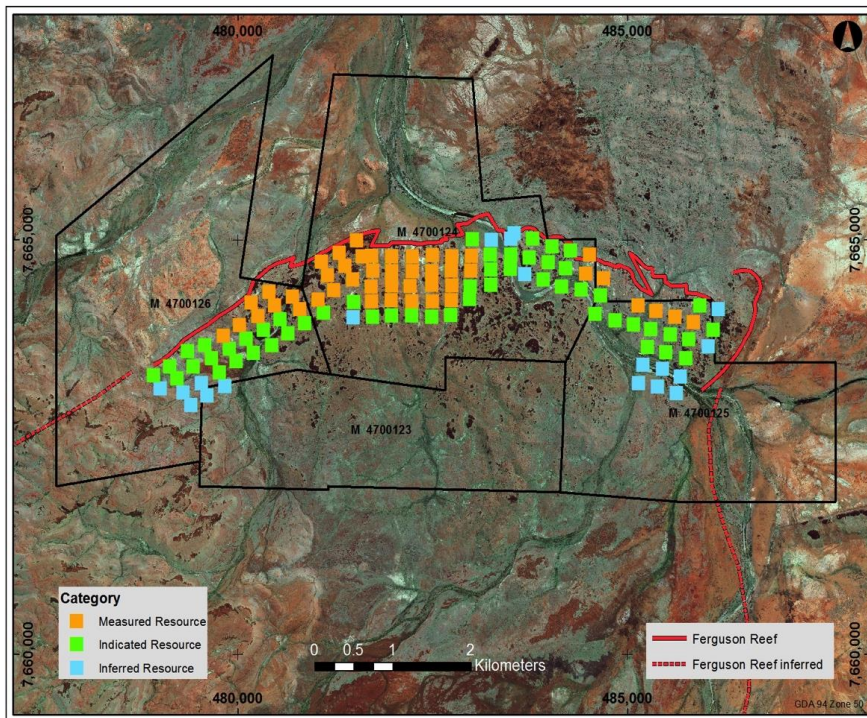 480,000
485,000
7,665,000
7,665,000
M 4700124
M 4700126
M 4700123
M 4700125
Category
Measured Resource
Indicated Resource
Inferred Resource
0 0.5 1 2
Kilometers
Ferguson Reef
Ferguson Reef inferred
7,660,000
7,660,000
480,000
485,000
GDA 94 Zone 50